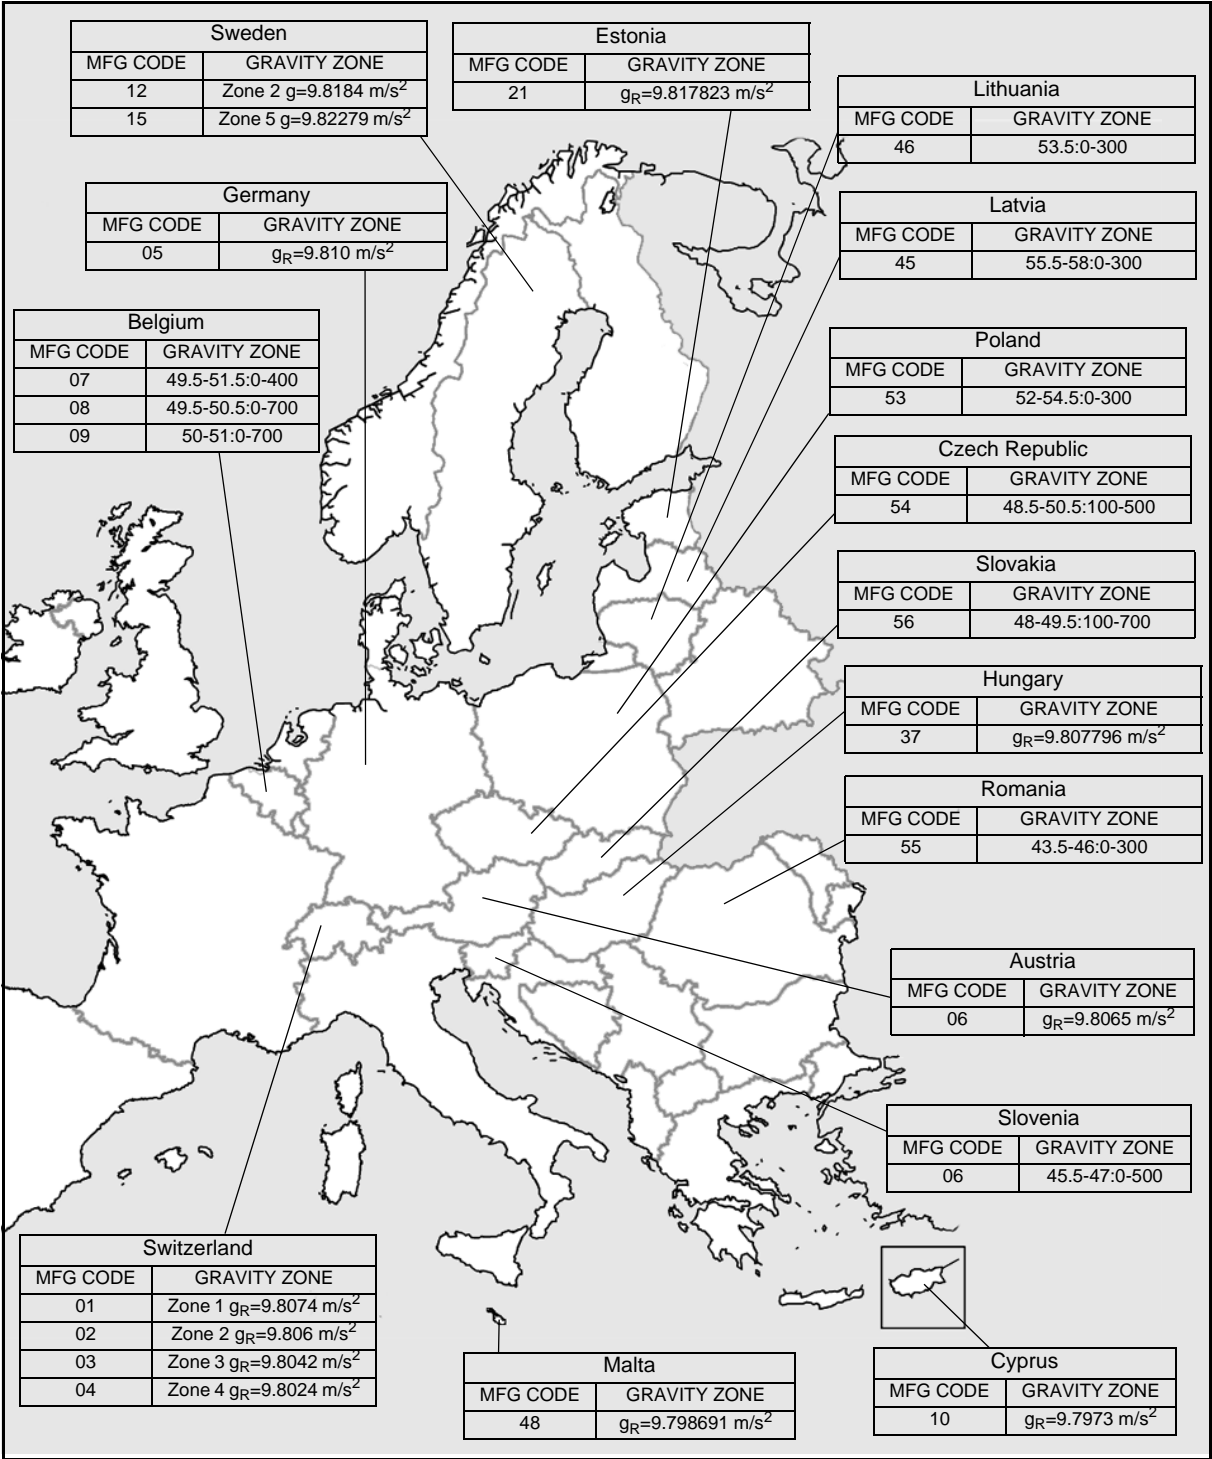 Sweden
MFG CODE GRAVITY ZONE
12 Zone 2 g=9.8184 m/s²
15 Zone 5 g=9.82279 m/s²
Estonia
MFG CODE GRAVITY ZONE
21 gR=9.817823 m/s²
Lithuania
MFG CODE GRAVITY ZONE
46 53.5:0-300
Germany
MFG CODE GRAVITY ZONE
05 gR=9.810 m/s²
Latvia
MFG CODE GRAVITY ZONE
45 55.5-58:0-300
Belgium
MFG CODE GRAVITY ZONE
07 49.5-51.5:0-400
08 49.5-50.5:0-700
09 50-51:0-700
Poland
MFG CODE GRAVITY ZONE
53 52-54.5:0-300
Czech Republic
MFG CODE GRAVITY ZONE
54 48.5-50.5:100-500
Slovakia
MFG CODE GRAVITY ZONE
56 48-49.5:100-700
Hungary
MFG CODE GRAVITY ZONE
37 gR=9.807796 m/s²
Romania
MFG CODE GRAVITY ZONE
55 43.5-46:0-300
Austria
MFG CODE GRAVITY ZONE
06 gR=9.8065 m/s²
Slovenia
MFG CODE GRAVITY ZONE
06 45.5-47:0-500
Switzerland
MFG CODE GRAVITY ZONE
01 Zone 1 gR=9.8074 m/s²
02 Zone 2 gR=9.806 m/s²
03 Zone 3 gR=9.8042 m/s²
04 Zone 4 gR=9.8024 m/s²
Malta
MFG CODE GRAVITY ZONE
48 gR=9.798691 m/s²
Cyprus
MFG CODE GRAVITY ZONE
10 gR=9.7973 m/s²